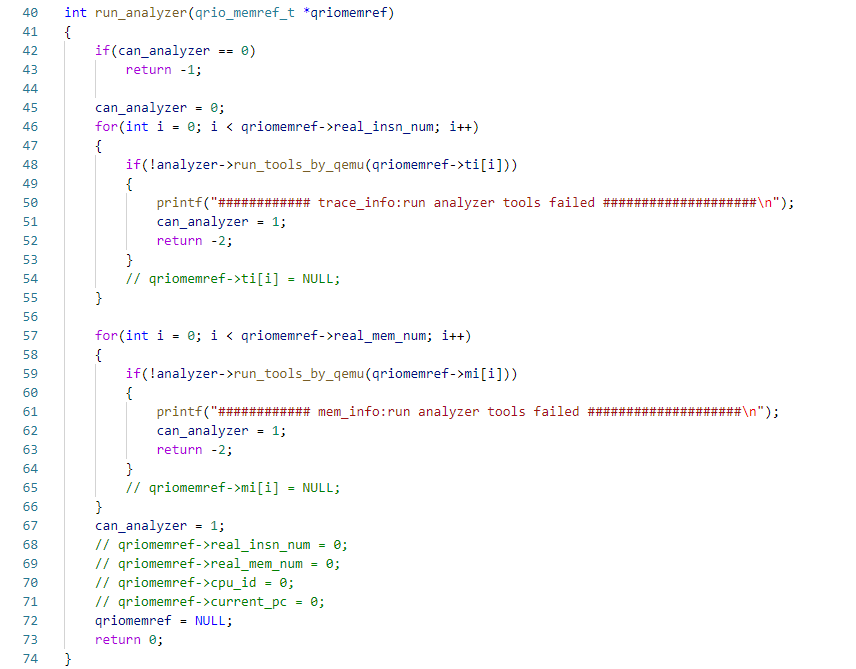 40 int run_analyzer(qrio_memref_t *qriomemref)
41 {
42     if(can_analyzer == 0)
43         return -1;
44
45     can_analyzer = 0;
46     for(int i = 0; i < qriomemref->real_insn_num; i++)
47     {
48         if(!analyzer->run_tools_by_qemu(qriomemref->ti[i]))
49         {
50             printf("############ trace_info:run analyzer tools failed ####################\n");
51             can_analyzer = 1;
52             return -2;
53         }
54         // qriomemref->ti[i] = NULL;
55     }
56
57     for(int i = 0; i < qriomemref->real_mem_num; i++)
58     {
59         if(!analyzer->run_tools_by_qemu(qriomemref->mi[i]))
60         {
61             printf("############ mem_info:run analyzer tools failed ####################\n");
62             can_analyzer = 1;
63             return -2;
64         }
65         // qriomemref->mi[i] = NULL;
66     }
67     can_analyzer = 1;
68     // qriomemref->real_insn_num = 0;
69     // qriomemref->real_mem_num = 0;
70     // qriomemref->cpu_id = 0;
71     // qriomemref->current_pc = 0;
72     qriomemref = NULL;
73     return 0;
74 }